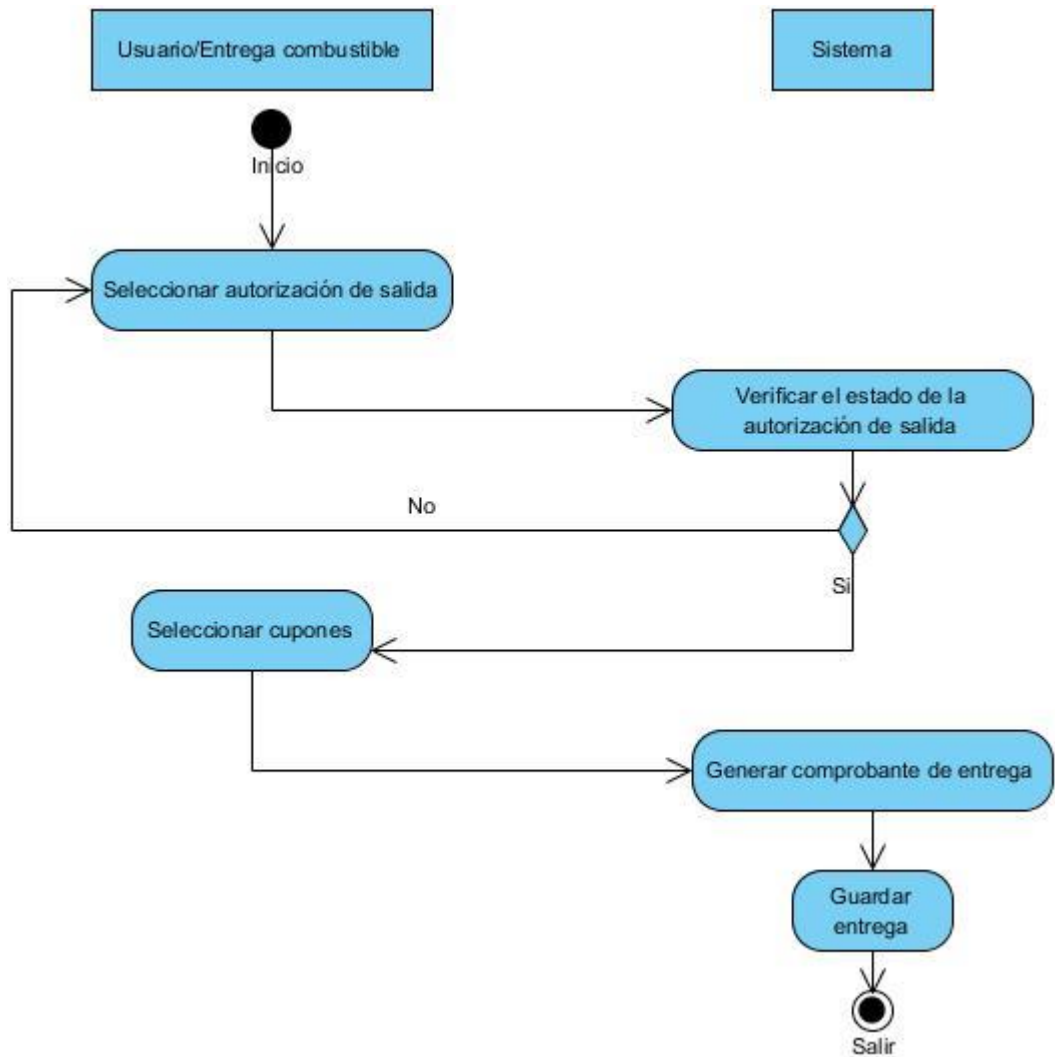 Usuario/Entrega combustible
Sistema
Inicio
Seleccionar autorización de salida
Verificar el estado de la
autorización de salida
No
Si
Seleccionar cupones
Generar comprobante de entrega
Guardar
entrega
Salir